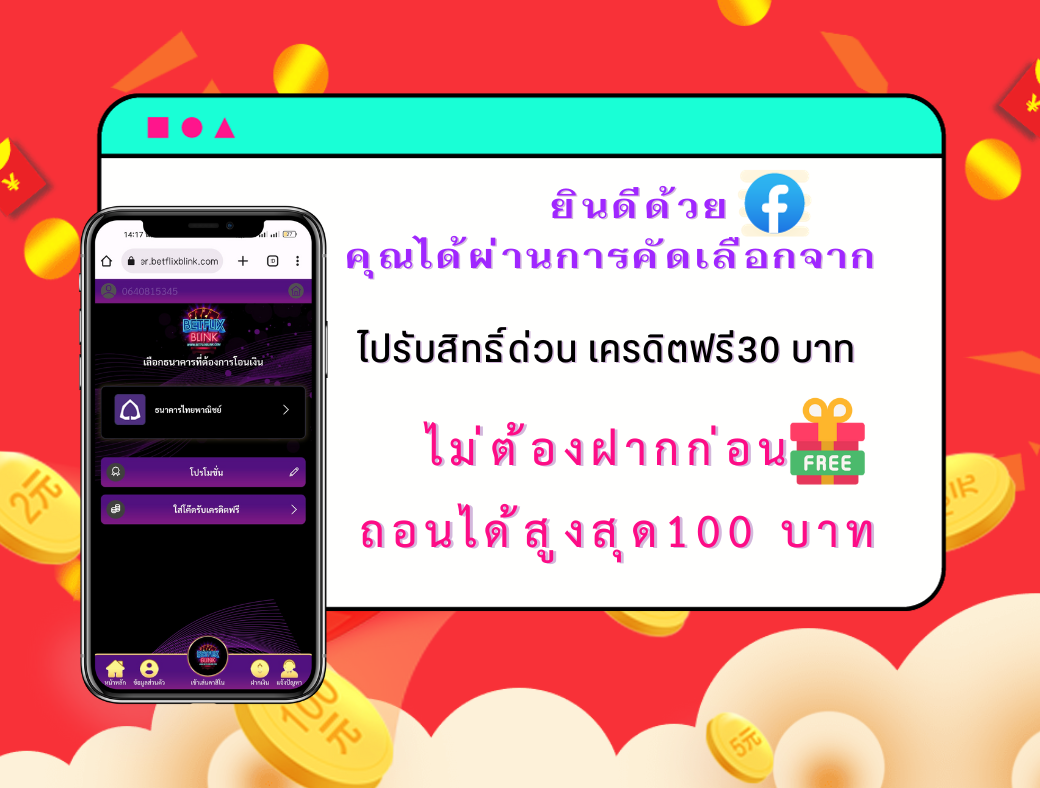 ยินดีด้วย
คุณได้ผ่านการคัดเลือกจาก
ไปรับสิทธิ์ด่วน เครดิตฟรี30 บาท
ไม่ต้องฝากก่อน
FREE
ถอนได้สูงสุด100 บาท
14:17
or.betflixblink.com
0640815345
BETFLIX
BLINK
เลือกธนาคารที่ต้องการโอนเงิน
ธนาคารไทยพาณิชย์
โปรโมชั่น
ใส่โค๊ดรับเครดิตฟรี
หน้าหลัก ข้อมูลส่วนตัว เข้าเล่นคาสิโน ฝากเงิน แจ้งปัญหา
2元
100元
5元